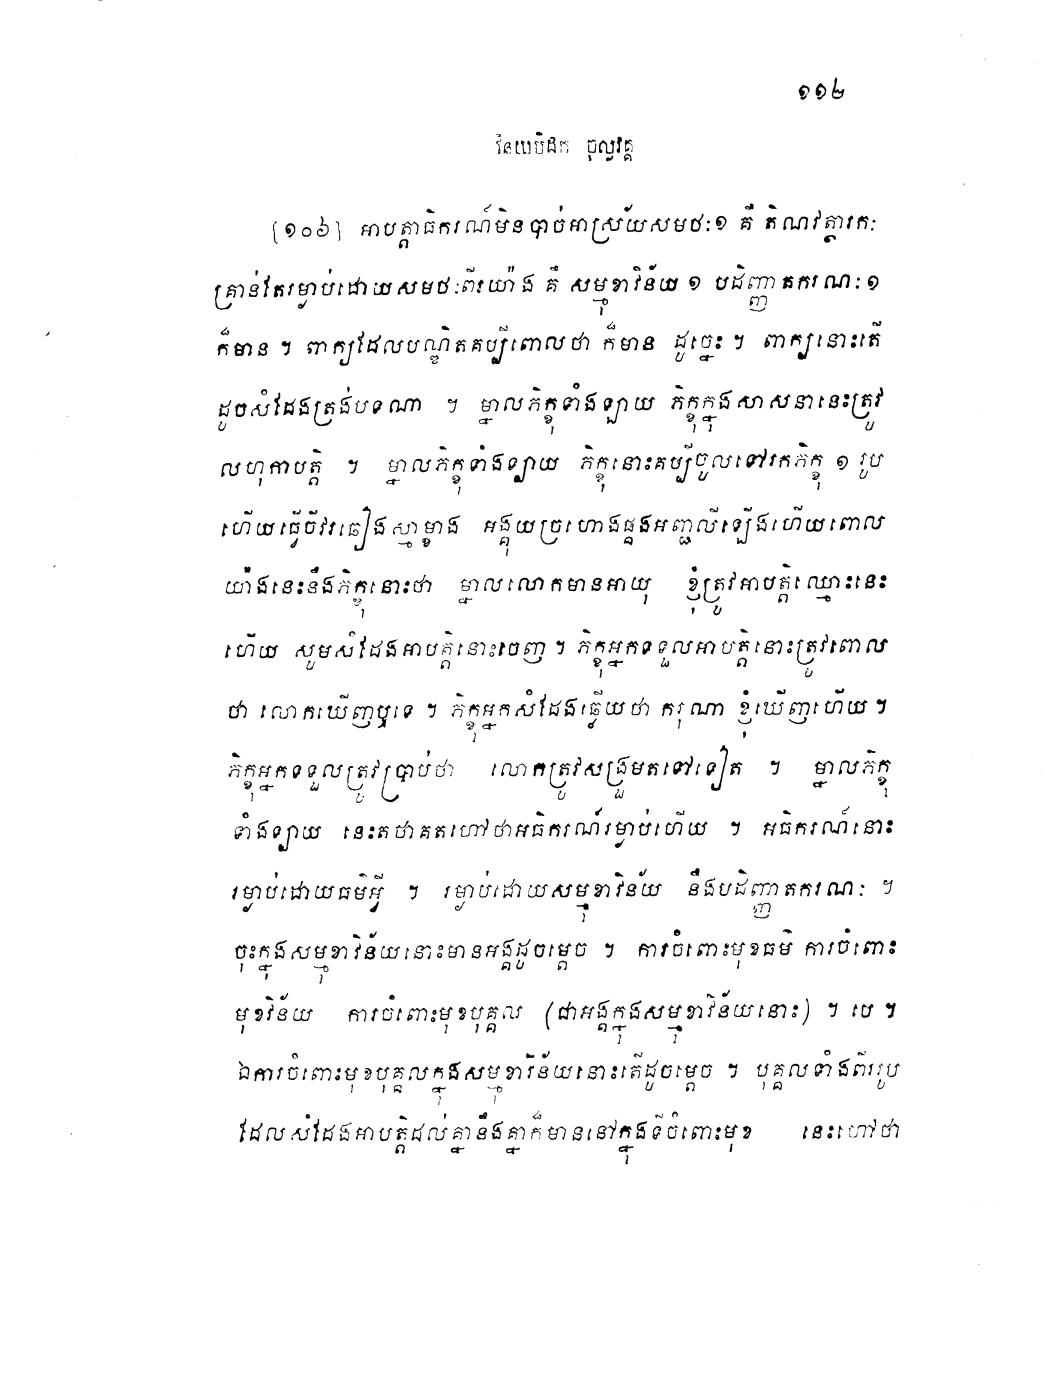 ១១២
វិនយបិដក ចុល្លវគ្គ
[១០៦] អាបត្តាធិករណ៍មិនបាច់អាស្រ័យសមថៈ១ គឺ តិណវត្ថារកៈ
គ្រាន់តែរម្ងាប់ដោយសមថៈពីរយ៉ាង គឺ សម្មុខាវិន័យ ១ បដិញ្ញាតករណៈ ១
ក៏មាន ។ ពាក្យដែលបណ្ឌិតគប្បីពោលថា ក៏មាន ដូច្នេះ ។ ពាក្យនោះតើ
ដូចសំដែងត្រង់បទណា ។ ម្នាលភិក្ខុទាំងឡាយ ភិក្ខុក្នុងសាសនានេះត្រូវ
លហុកាបត្តិ ។ ម្នាលភិក្ខុទាំងឡាយ ភិក្ខុនោះគប្បីចូលទៅរកភិក្ខុ ១ រូប
ហើយធ្វើចីវរឆៀងស្មាម្ខាង អង្គុយច្រហោងផ្គងអញ្ជលីឡើងហើយពោល
យ៉ាងនេះនឹងភិក្ខុនោះថា ម្នាលលោកមានអាយុ ខ្ញុំត្រូវអាបត្តិឈ្មោះនេះ
ហើយ សូមសំដែងអាបត្តិនោះចេញ ។ ភិក្ខុអ្នកទទួលអាបត្តិនោះត្រូវពោល
ថា លោកឃើញឬទេ ។ ភិក្ខុអ្នកសំដែងឆ្លើយថា ករុណា ខ្ញុំឃើញហើយ ។
ភិក្ខុអ្នកទទួលត្រូវប្រាប់ថា លោកត្រូវសង្រួមតទៅទៀត ។ ម្នាលភិក្ខុ
ទាំងឡាយ នេះតថាគតហៅថាអធិករណ៍រម្ងាប់ហើយ ។ អធិករណ៍នោះ
រម្ងាប់ដោយធម៌អ្វី ។ រម្ងាប់ដោយសម្មុខាវិន័យ នឹងបដិញ្ញាតករណៈ ។
ចុះក្នុងសម្មុខាវិន័យនោះមានអង្គដូចម្តេច ។ ការចំពោះមុខធម៌ ការចំពោះ
មុខវិន័យ ការចំពោះមុខបុគ្គល (ជាអង្គក្នុងសម្មុខាវិន័យនោះ) ។ បេ ។
ឯការចំពោះមុខបុគ្គលក្នុងសម្មុខាវិន័យនោះតើដូចម្តេច ។ បុគ្គលទាំងពីររូប
ដែលសំដែងអាបត្តិដល់គ្នានឹងគ្នាក៏មាននៅក្នុងទីចំពោះមុខ នេះហៅថា